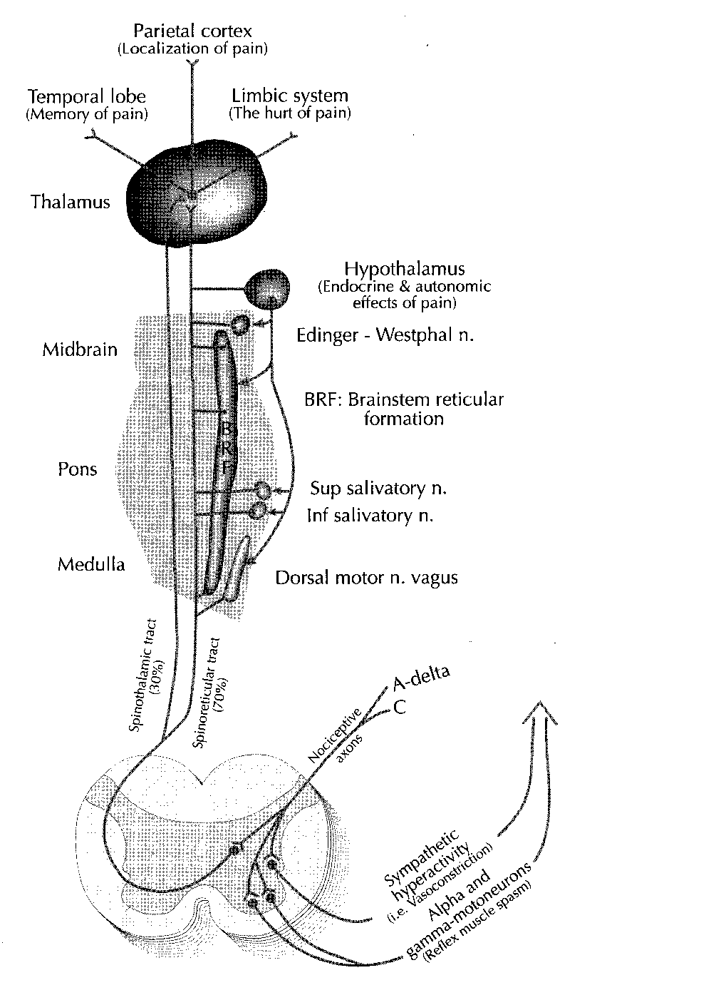 Parietal cortex
(Localization of pain)
Temporal lobe
(Memory of pain)
Limbic system
(The hurt of pain)
Thalamus
Hypothalamus
(Endocrine & autonomic
effects of pain)
Edinger - Westphal n.
Midbrain
BRF: Brainstem reticular
formation
B
R
F
Pons
Sup salivatory n.
Inf salivatory n.
Medulla
Dorsal motor n. vagus
Spinothalamic tract
(30%)
Spinoreticular tract
(70%)
A-delta
C
Nociceptive
axons
Sympathetic
hyperactivity
(i.e. Vasoconstriction)
Alpha and
gamma-motoneurons
(Reflex muscle spasm)